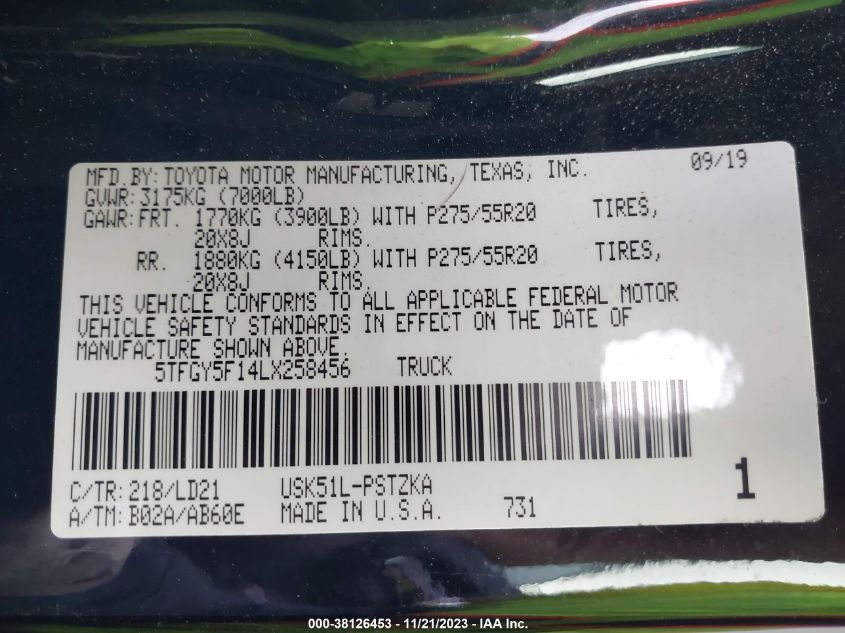 MFD. BY: TOYOTA MOTOR MANUFACTURING, TEXAS, INC. 09/19
GVWR: 3175KG (7000LB)
GAWR: FRT. 1770KG (3900LB) WITH P275/55R20 TIRES,
20X8J RIMS.
RR. 1880KG (4150LB) WITH P275/55R20 TIRES,
20X8J RIMS.
THIS VEHICLE CONFORMS TO ALL APPLICABLE FEDERAL MOTOR
VEHICLE SAFETY STANDARDS IN EFFECT ON THE DATE OF
MANUFACTURE SHOWN ABOVE.
5TFGY5F14LX258456 TRUCK
C/TR: 218/LD21 USK51L-PSTZKA 1
A/TM: B02A/AB60E MADE IN U.S.A. 731
000-38126453 - 11/21/2023 - IAA Inc.